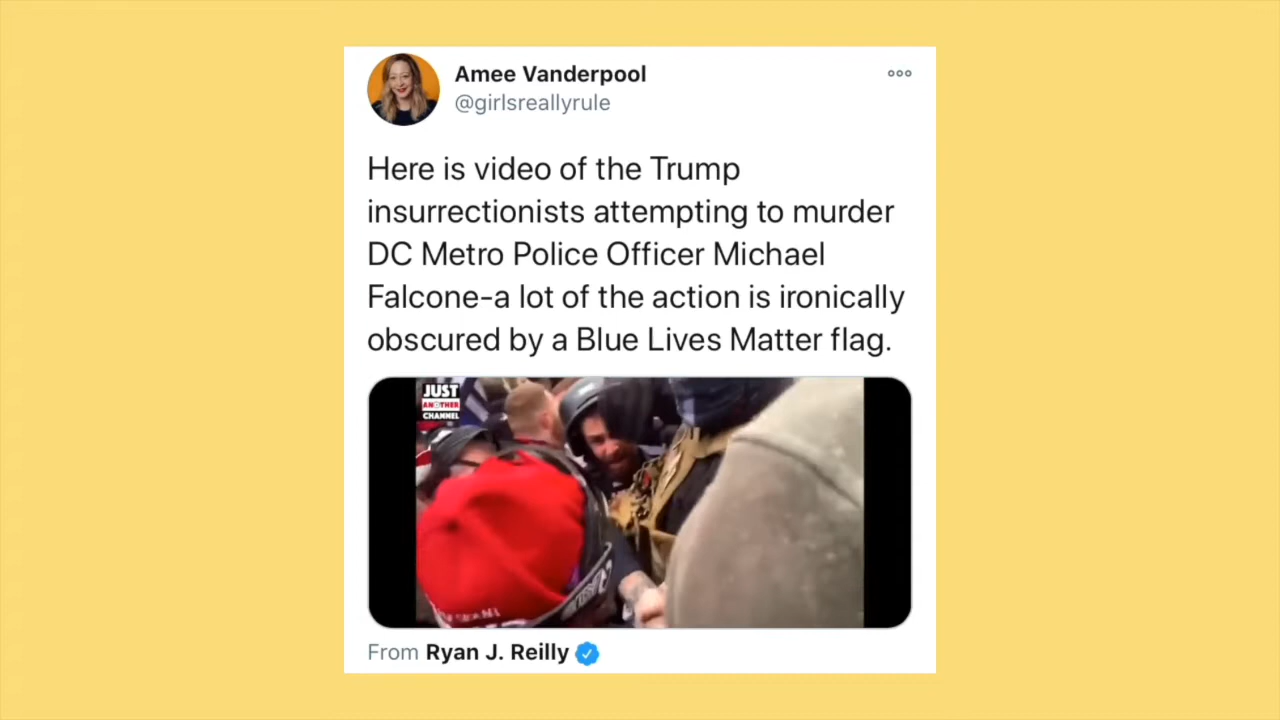 Amee Vanderpool
@girlsreallyrule
Here is video of the Trump
insurrectionists attempting to murder
DC Metro Police Officer Michael
Falcone-a lot of the action is ironically
obscured by a Blue Lives Matter flag.
JUST
ANOTHER
CHANNEL
From Ryan J. Reilly